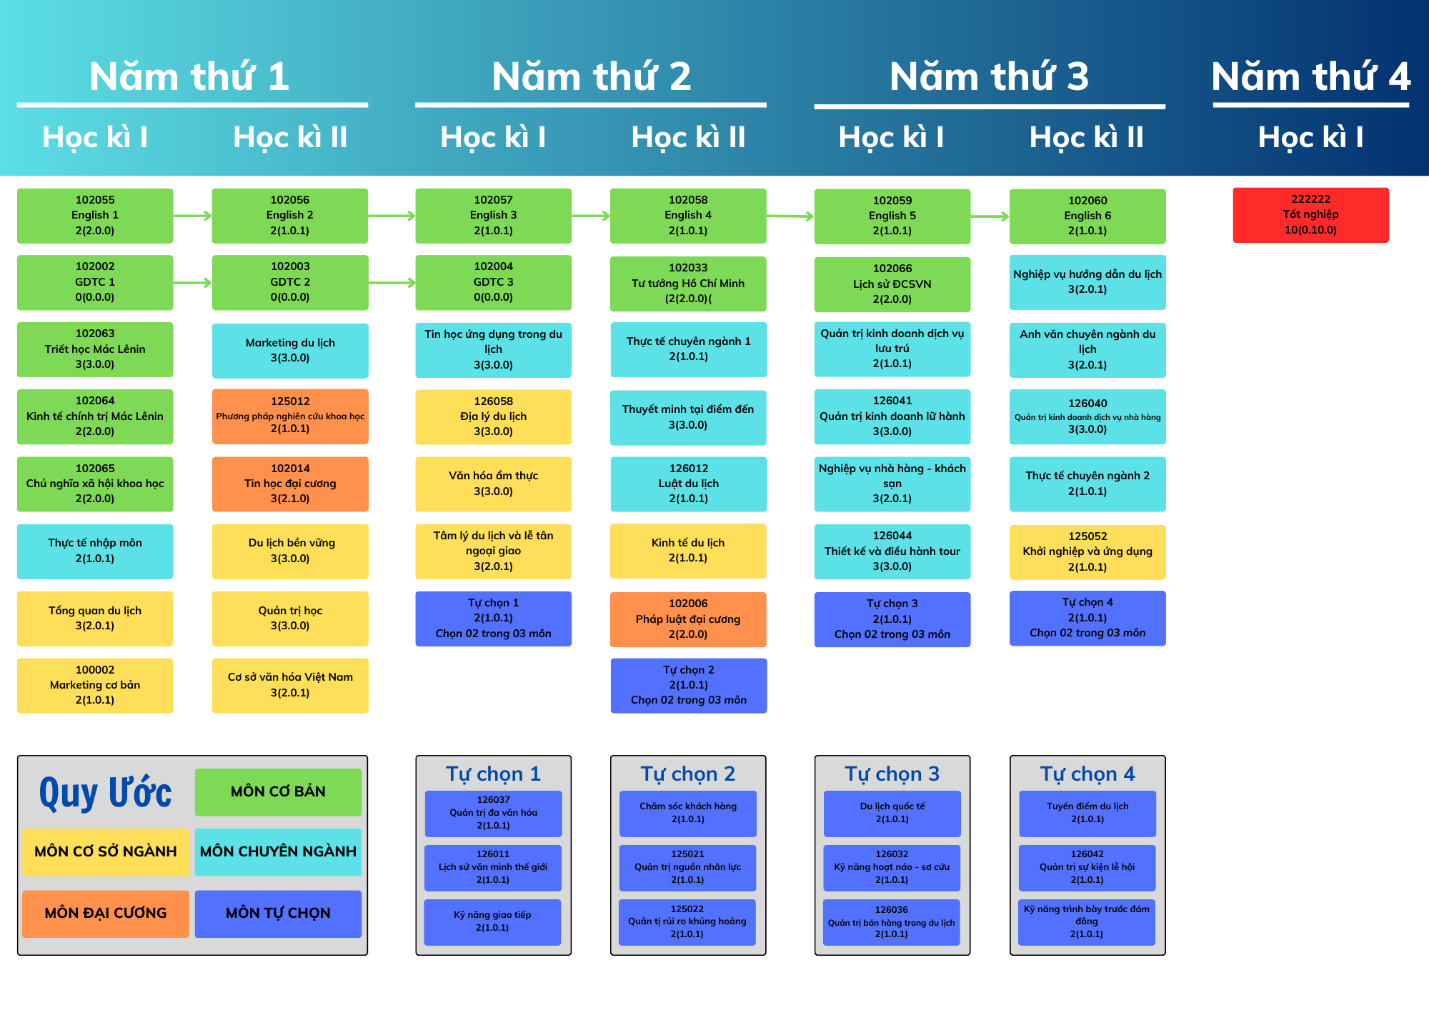 Năm thứ 1
Năm thứ 2
Năm thứ 3
Năm thứ 4
Học kì I
Học kì II
Học kì I
Học kì II
Học kì I
Học kì II
Học kì I
102055
English 1
2(2.0.0)
102002
GDTC 1
0(0.0.0)
102063
Triết học Mác Lênin
3(3.0.0)
102064
Kinh tế chính trị Mác Lênin
2(2.0.0)
102065
Chủ nghĩa xã hội khoa học
2(2.0.0)
Thực tế nhập môn
2(1.0.1)
Tổng quan du lịch
3(2.0.1)
100002
Marketing cơ bản
2(1.0.1)
102056
English 2
2(1.0.1)
102003
GDTC 2
0(0.0.0)
Marketing du lịch
3(3.0.0)
125012
Phương pháp nghiên cứu khoa học
2(1.0.1)
102014
Tin học đại cương
3(2.1.0)
Du lịch bền vững
3(3.0.0)
Quản trị học
3(3.0.0)
Cơ sở văn hóa Việt Nam
3(2.0.1)
102057
English 3
2(1.0.1)
102004
GDTC 3
0(0.0.0)
Tin học ứng dụng trong du
lịch
3(3.0.0)
126058
Địa lý du lịch
3(3.0.0)
Văn hóa ẩm thực
3(3.0.0)
Tâm lý du lịch và lễ tân
ngoại giao
3(2.0.1)
Tự chọn 1
2(1.0.1)
Chọn 02 trong 03 môn
102058
English 4
2(1.0.1)
102033
Tư tưởng Hồ Chí Minh
(2(2.0.0)(
Thực tế chuyên ngành 1
2(1.0.1)
Thuyết minh tại điểm đến
3(3.0.0)
126012
Luật du lịch
2(1.0.1)
Kinh tế du lịch
2(1.0.1)
102006
Pháp luật đại cương
2(2.0.0)
Tự chọn 2
2(1.0.1)
Chọn 02 trong 03 môn
102059
English 5
2(1.0.1)
102066
Lịch sử ĐCSVN
2(2.0.0)
Quản trị kinh doanh dịch vụ
lưu trú
2(1.0.1)
126041
Quản trị kinh doanh lữ hành
3(3.0.0)
Nghiệp vụ nhà hàng - khách
sạn
3(2.0.1)
126044
Thiết kế và điều hành tour
3(3.0.0)
Tự chọn 3
2(1.0.1)
Chọn 02 trong 03 môn
102060
English 6
2(1.0.1)
Nghiệp vụ hướng dẫn du lịch
3(2.0.1)
Anh văn chuyên ngành du
lịch
3(2.0.1)
126040
Quản trị kinh doanh dịch vụ nhà hàng
3(3.0.0)
Thực tế chuyên ngành 2
2(1.0.1)
125052
Khởi nghiệp và ứng dụng
2(1.0.1)
Tự chọn 4
2(1.0.1)
Chọn 02 trong 03 môn
222222
Tốt nghiệp
10(0.10.0)
Quy Ước
MÔN CƠ BẢN
MÔN CƠ SỞ NGÀNH
MÔN CHUYÊN NGÀNH
MÔN ĐẠI CƯƠNG
MÔN TỰ CHỌN
Tự chọn 1
126037
Quản trị đa văn hóa
2(1.0.1)
126011
Lịch sử văn minh thế giới
2(1.0.1)
Kỹ năng giao tiếp
2(1.0.1)
Tự chọn 2
Chăm sóc khách hàng
2(1.0.1)
125021
Quản trị nguồn nhân lực
2(1.0.1)
125022
Quản tị rủi ro khủng hoảng
2(1.0.1)
Tự chọn 3
Du lịch quốc tế
2(1.0.1)
126032
Kỹ năng hoạt náo - sơ cứu
2(1.0.1)
126036
Quản trị bán hàng trong du lịch
2(1.0.1)
Tự chọn 4
Tuyến điểm du lịch
2(1.0.1)
126042
Quản trị sự kiện lễ hội
2(1.0.1)
Kỹ năng trình bày trước đám
đông
2(1.0.1)